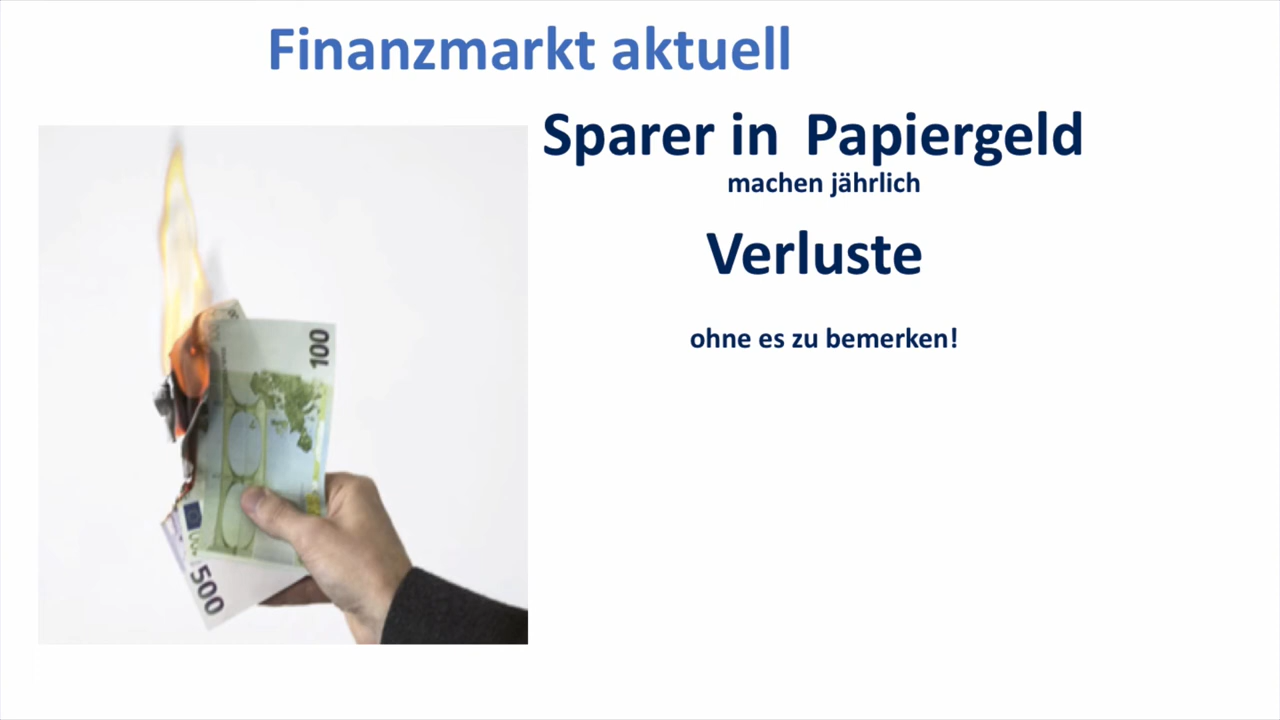 Finanzmarkt aktuell
Sparer in Papiergeld
machen jährlich
Verluste
ohne es zu bemerken!
100
500